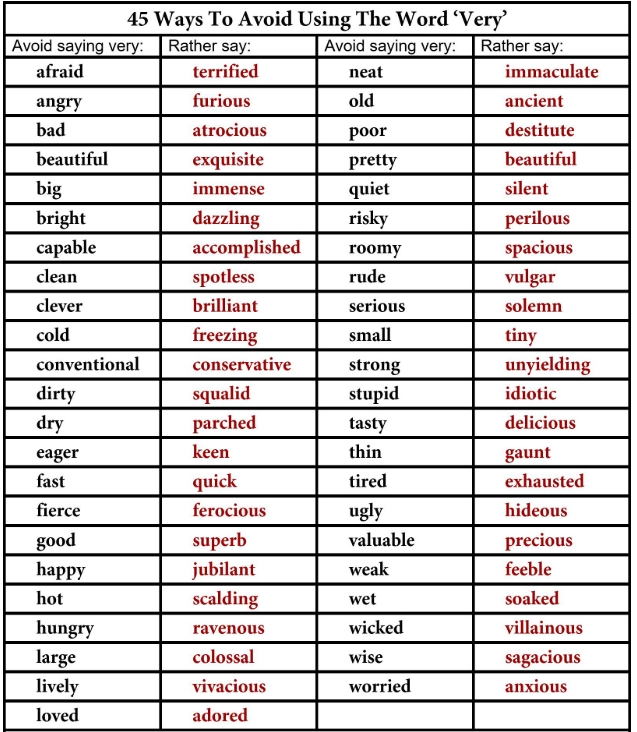 45 Ways To Avoid Using The Word ‘Very’
Avoid saying very: Rather say: Avoid saying very: Rather say:
afraid terrified neat immaculate
angry furious old ancient
bad atrocious poor destitute
beautiful exquisite pretty beautiful
big immense quiet silent
bright dazzling risky perilous
capable accomplished roomy spacious
clean spotless rude vulgar
clever brilliant serious solemn
cold freezing small tiny
conventional conservative strong unyielding
dirty squalid stupid idiotic
dry parched tasty delicious
eager keen thin gaunt
fast quick tired exhausted
fierce ferocious ugly hideous
good superb valuable precious
happy jubilant weak feeble
hot scalding wet soaked
hungry ravenous wicked villainous
large colossal wise sagacious
lively vivacious worried anxious
loved adored